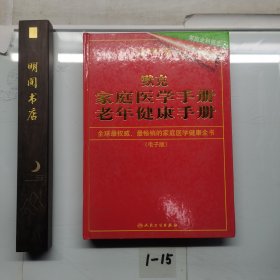 明阁书店
默克
家庭医学手册
老年健康手册
全球最权威、最畅销的家庭医学健康全书
(电子版)
人民卫生出版社
1-15